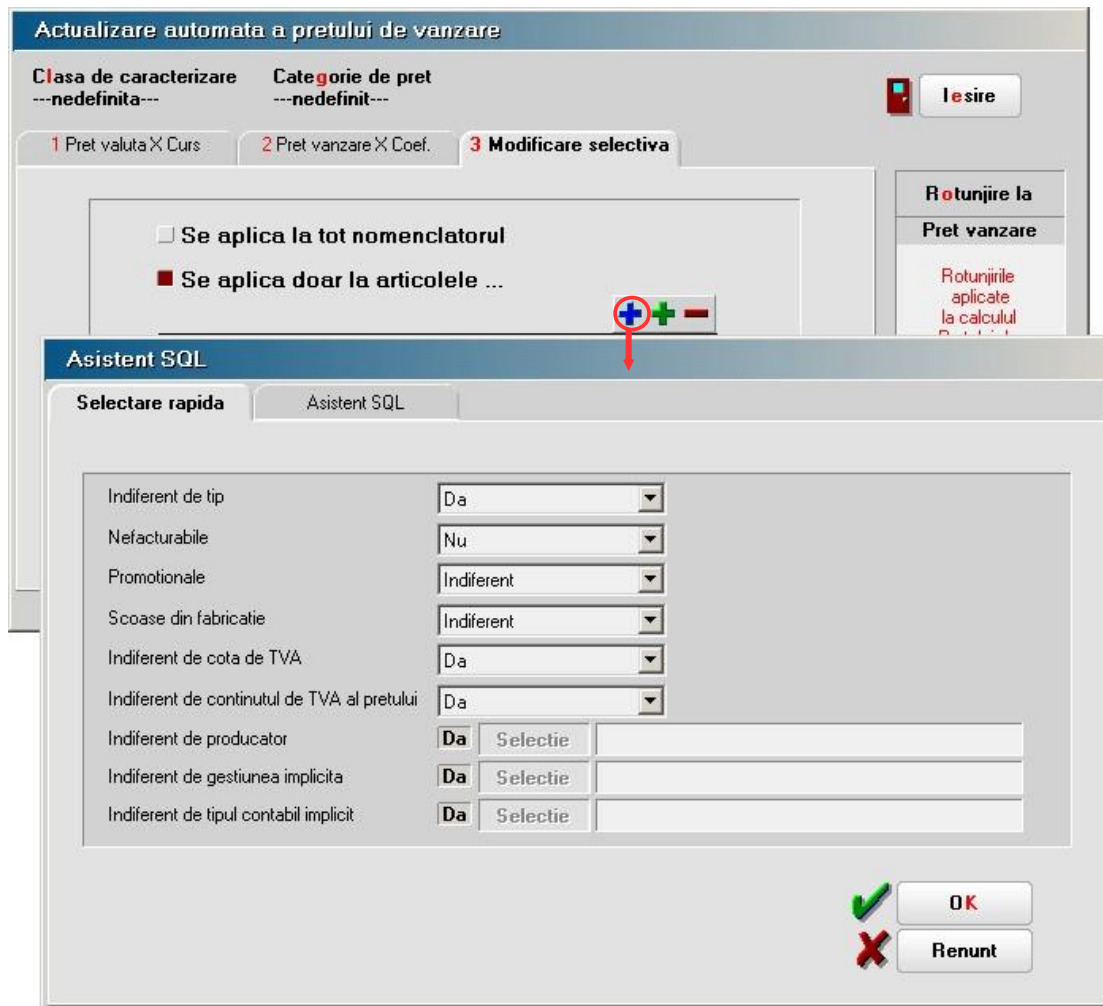 Actualizare automata a pretului de vanzare
Clasa de caracterizare
---nedefinita---
Categorie de pret
---nedefinit---
Iesire
1 Pret valuta X Curs
2 Pret vanzare X Coef.
3 Modificare selectiva
Rotunjire la
Pret vanzare
Rotunjirile
aplicate
la calculul
Se aplica la tot nomenclatorul
Se aplica doar la articolele ...
Asistent SQL
Selectare rapida
Asistent SQL
Indiferent de tip Da
Nefacturabile Nu
Promotionale Indiferent
Scoase din fabricatie Indiferent
Indiferent de cota de TVA Da
Indiferent de continutul de TVA al pretului Da
Indiferent de producator Da Selectie
Indiferent de gestiunea implicita Da Selectie
Indiferent de tipul contabil implicit Da Selectie
OK
Renunt